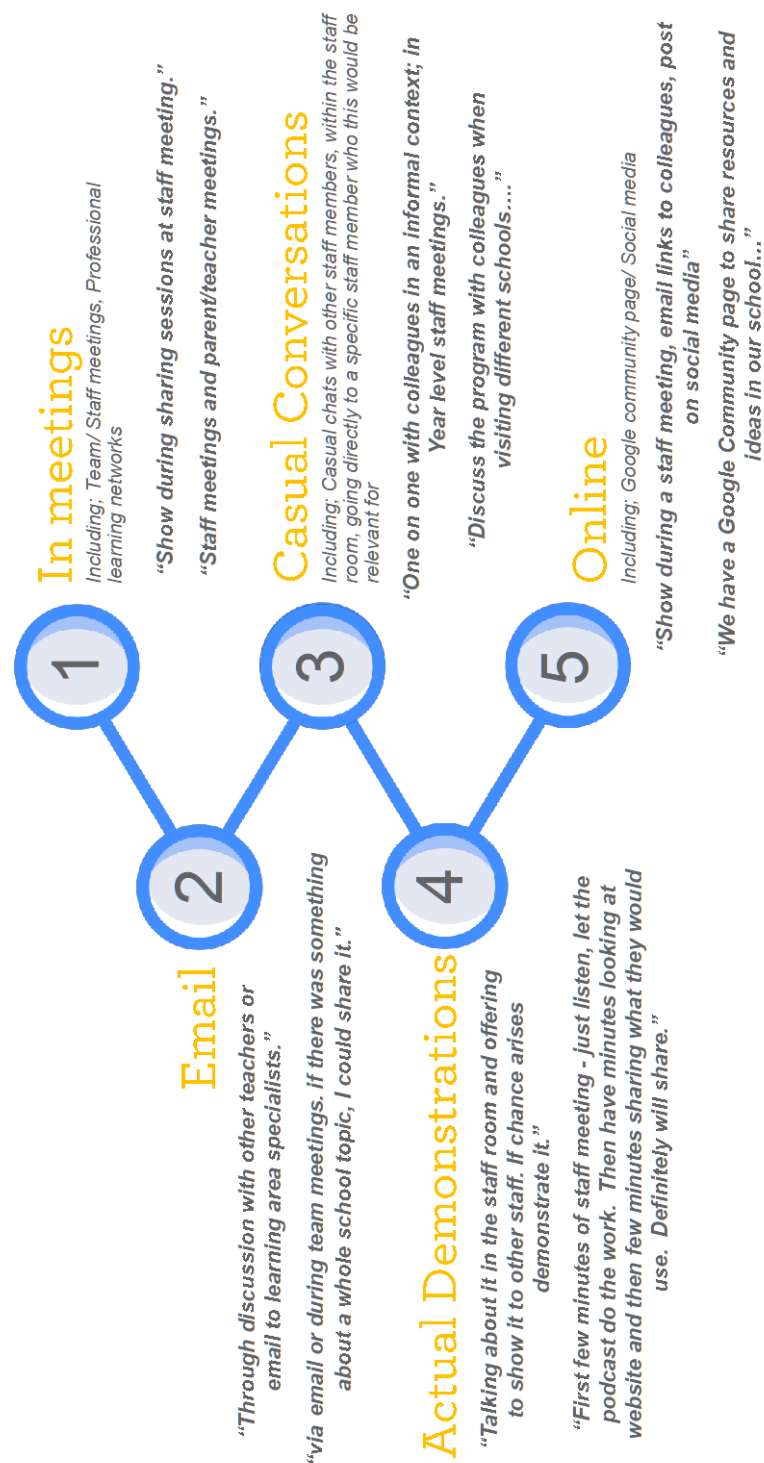 1
In meetings
Including; Team/ Staff meetings, Professional
learning networks
“Show during sharing sessions at staff meeting.”
“Staff meetings and parent/teacher meetings.”
2
Email
“Through discussion with other teachers or
email to learning area specialists.”
“via email or during team meetings. if there was something
about a whole school topic, I could share it.”
3
Casual Conversations
Including; Casual chats with other staff members, within the staff
room, going directly to a specific staff member who this would be
relevant for
“One on one with colleagues in an informal context; in
Year level staff meetings.”
“Discuss the program with colleagues when
visiting different schools....”
4
Actual Demonstrations
“Talking about it in the staff room and offering
to show it to other staff. If chance arises
demonstrate it.”
“First few minutes of staff meeting - just listen, let the
podcast do the work. Then have minutes looking at
website and then few minutes sharing what they would
use. Definitely will share.”
5
Online
Including; Google community page/ Social media
“Show during a staff meeting, email links to colleagues, post
on social media”
“We have a Google Community page to share resources and
ideas in our school...”